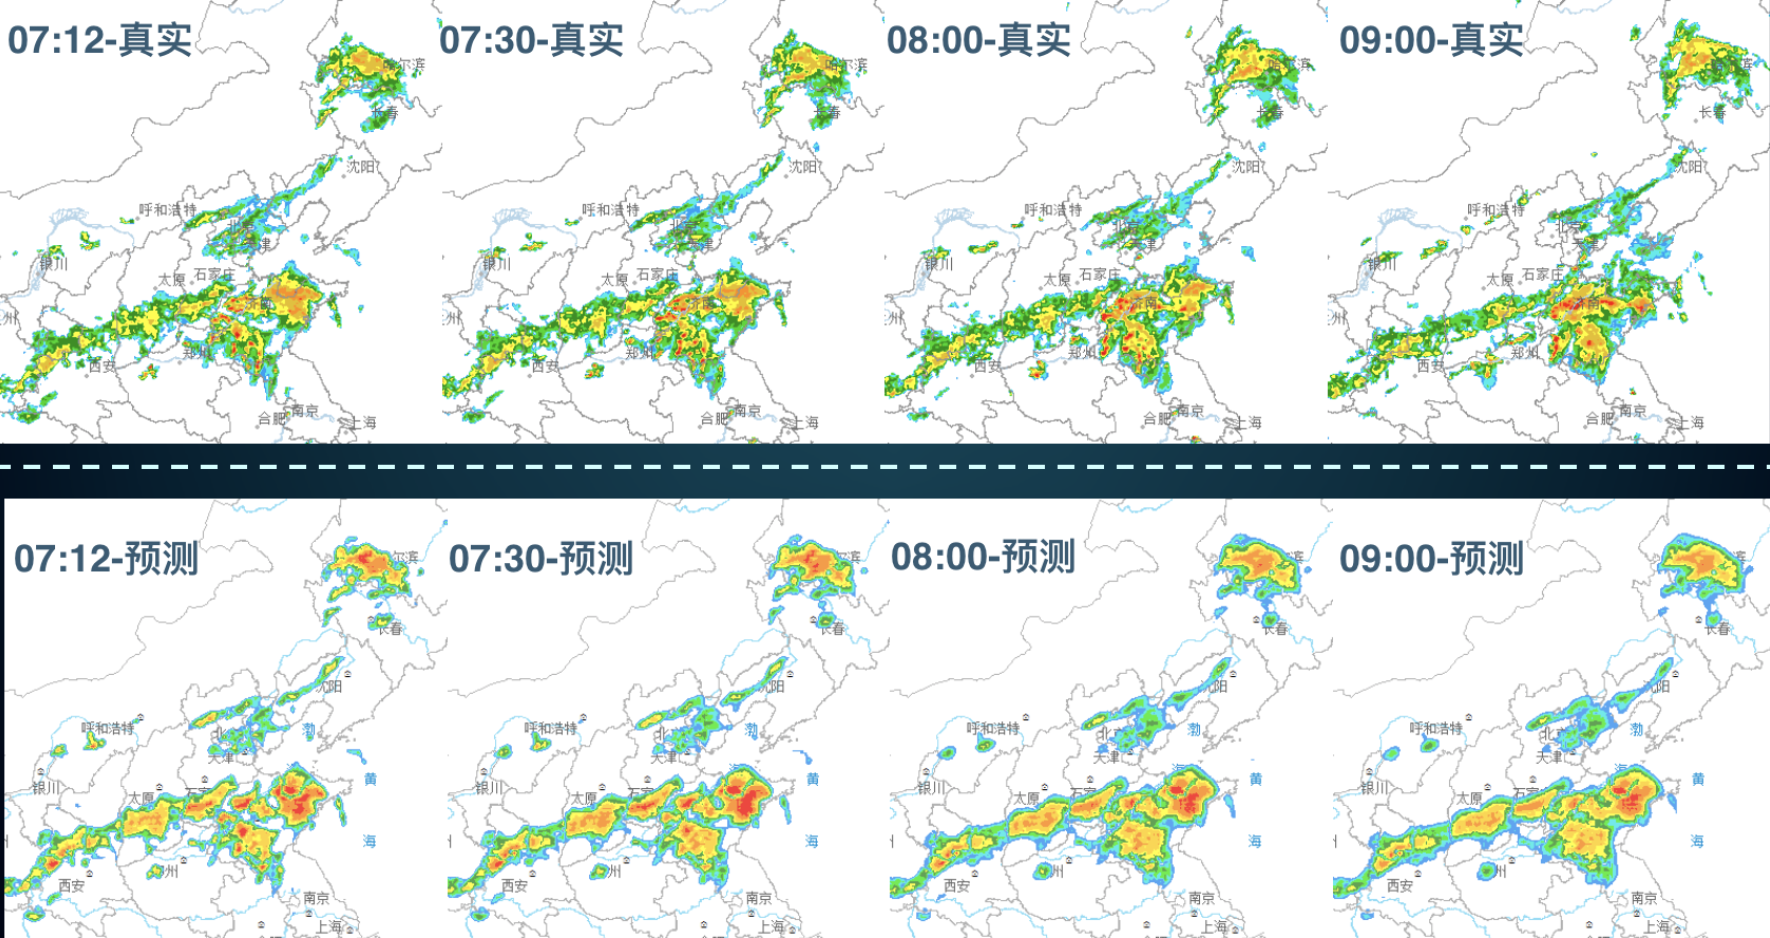 07:12-真实
哈尔滨
长春
沈阳
呼和浩特
北京
天津
银川
太原
石家庄
济南
州
郑州
西安
合肥
南京
上海
07:30-真实
哈尔滨
长春
沈阳
呼和浩特
北京
天津
银川
太原
石家庄
济南
州
郑州
西安
合肥
南京
上海
08:00-真实
哈尔滨
长春
沈阳
呼和浩特
北京
天津
银川
太原
石家庄
济南
州
郑州
西安
合肥
南京
上海
09:00-真实
滨
长春
沈阳
呼和浩特
北京
天津
银川
太原
石家庄
济南
州
郑州
西安
合肥
南京
上海
07:12-预测
尔滨
长春
沈阳
呼和浩特
渤
北
天津
黄
银川
太原
石家
海
州
西安
南京
上海
07:30-预测
滨
长春
沈阳
呼和浩特
渤
北
天津
海
黄
银川
太原
石家
海
州
西安
南京
上海
08:00-预测
滨
长春
沈阳
呼和浩特
渤
北
天津
海
黄
银川
太原
石家
海
州
西安
南京
上海
09:00-预测
滨
长春
阳
呼和浩特
渤
北
天津
海
黄
银川
太原
石家
海
州
西安
南京
上海